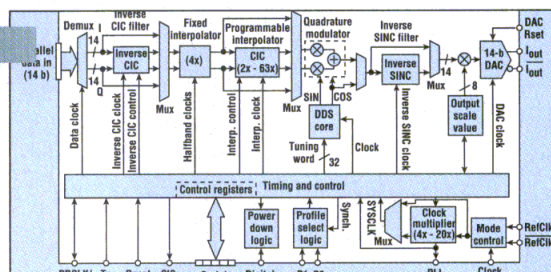 Demux
I
Inverse
CIC filter
Fixed
interpolator
Programmable
interpolator
Quadrature
modulator
Inverse
SINC filter
DAC
Rset
data in
(14 b)
14
14
Q
Inverse
CIC
Mux
(4x)
CIC
(2x - 63x)
Mux
SIN
COS
DDS
core
Inverse
SINC
Mux
14
8
14-b
DAC
Iout
Iout
Output
scale
value
Data clock
Inverse CIC clock
Inverse CIC control
Halfband clocks
Interp. control
Interp. clock
Tuning
word
32
Clock
Inverse SINC clock
DAC clock
Control registers
Timing and control
Power
down
logic
Profile
select
logic
Synch.
SYSCLK
Mux
Clock
multiplier
(4x - 20x)
Mode
control
RefClk
RefClk